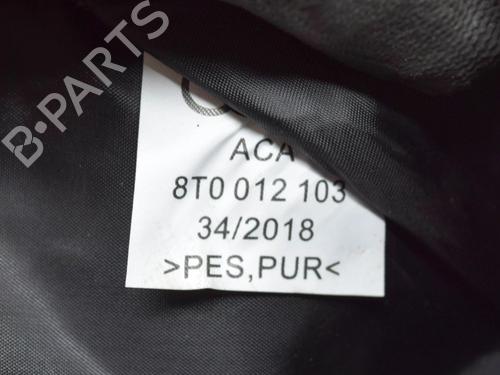 B-PARTS
ACA
8T0 012 103
34/2018
>PES,PUR<